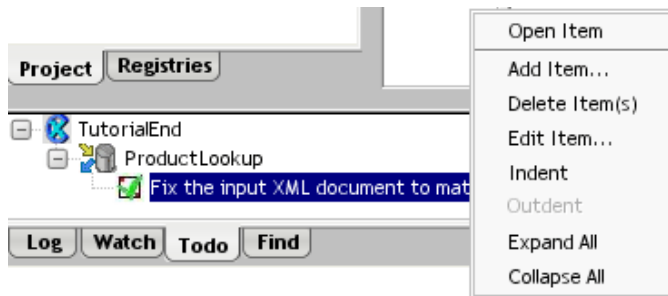 Project Registries
TutorialEnd
ProductLookup
Fix the input XML document to mat
Log Watch Todo Find
Open Item
Add Item...
Delete Item(s)
Edit Item...
Indent
Outdent
Expand All
Collapse All